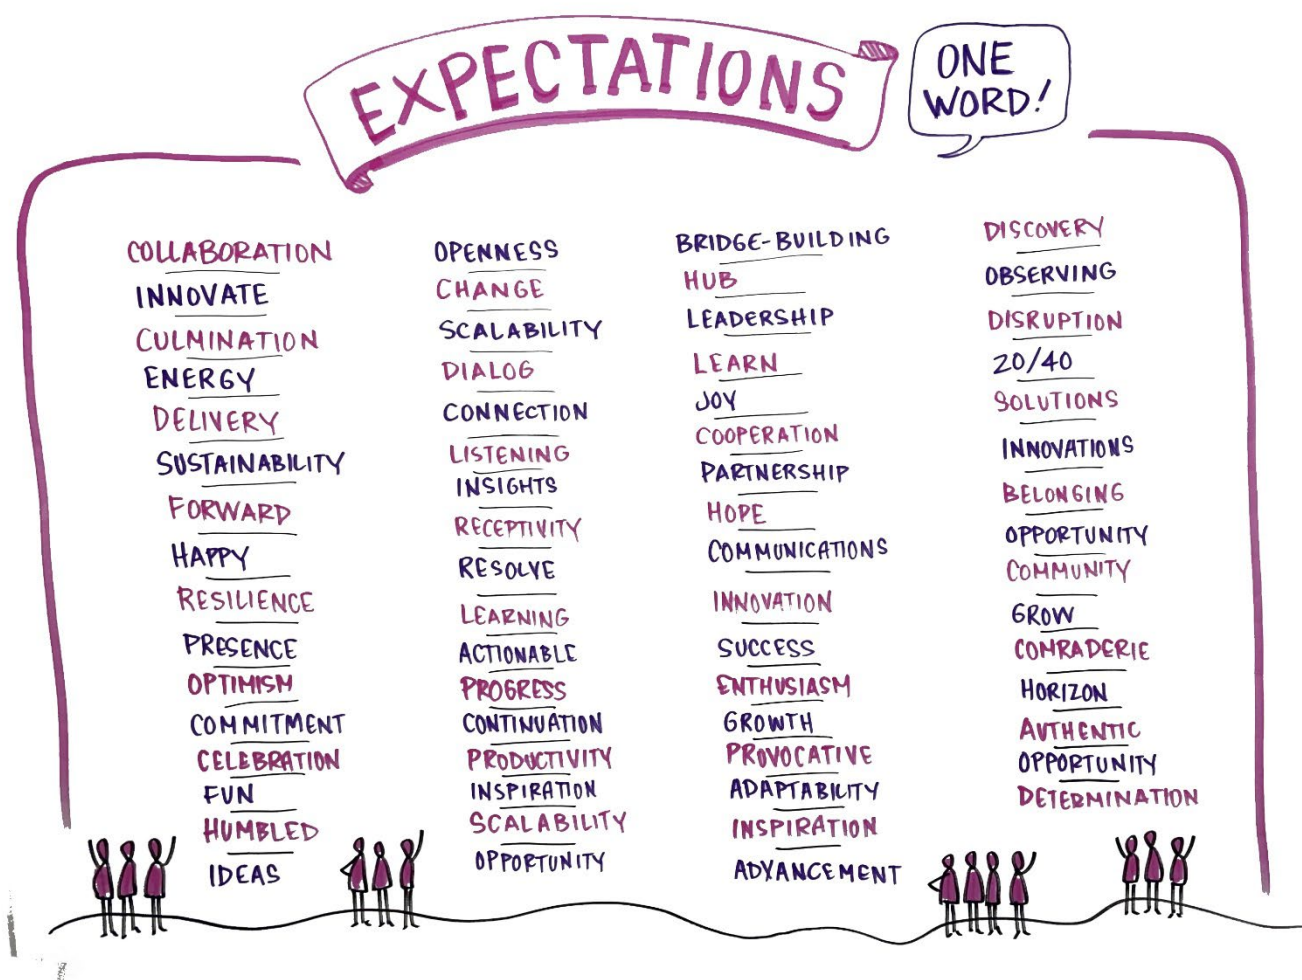 EXPECTATIONS
ONE
WORD!
COLLABORATION
INNOVATE
CULMINATION
ENERGY
DELIVERY
SUSTAINABILITY
FORWARD
HAPPY
RESILIENCE
PRESENCE
OPTIMISM
COMMITMENT
CELEBRATION
FUN
HUMBLED
IDEAS
OPENNESS
CHANGE
SCALABILITY
DIALOG
CONNECTION
LISTENING
INSIGHTS
RECEPTIVITY
RESOLVE
LEARNING
ACTIONABLE
PROGRESS
CONTINUATION
PRODUCTIVITY
INSPIRATION
SCALABILITY
OPPORTUNITY
BRIDGE-BUILDING
HUB
LEADERSHIP
LEARN
JOY
COOPERATION
PARTNERSHIP
HOPE
COMMUNICATIONS
INNOVATION
SUCCESS
ENTHUSIASM
GROWTH
PROVOCATIVE
ADAPTABILITY
INSPIRATION
ADVANCEMENT
DISCOVERY
OBSERVING
DISRUPTION
20/40
SOLUTIONS
INNOVATIONS
BELONGING
OPPORTUNITY
COMMUNITY
GROW
COMRADERIE
HORIZON
AUTHENTIC
OPPORTUNITY
DETERMINATION